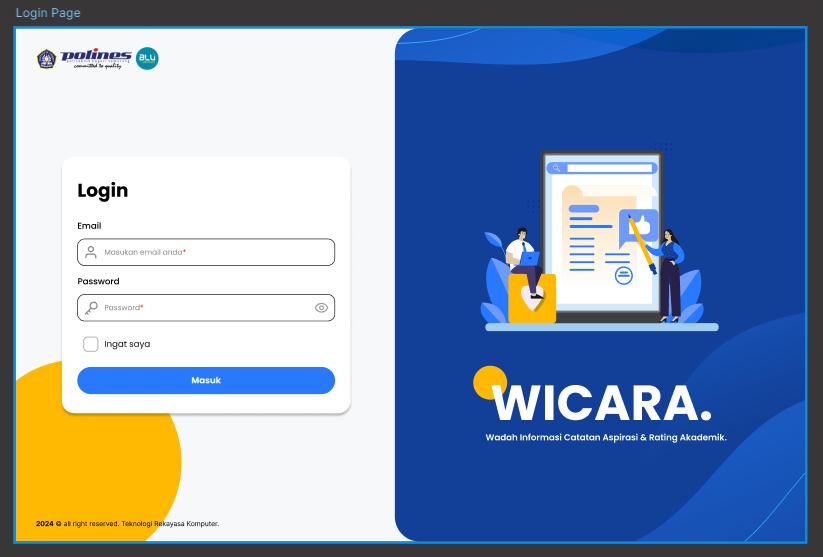 Login Page
polines
committed to quality
BLU
Login
Email
Masukan email anda*
Password
Password*
Ingat saya
Masuk
2024 © all right reserved. Teknologi Rekayasa Komputer.
WICARA.
Wadah Informasi Catatan Aspirasi & Rating Akademik.